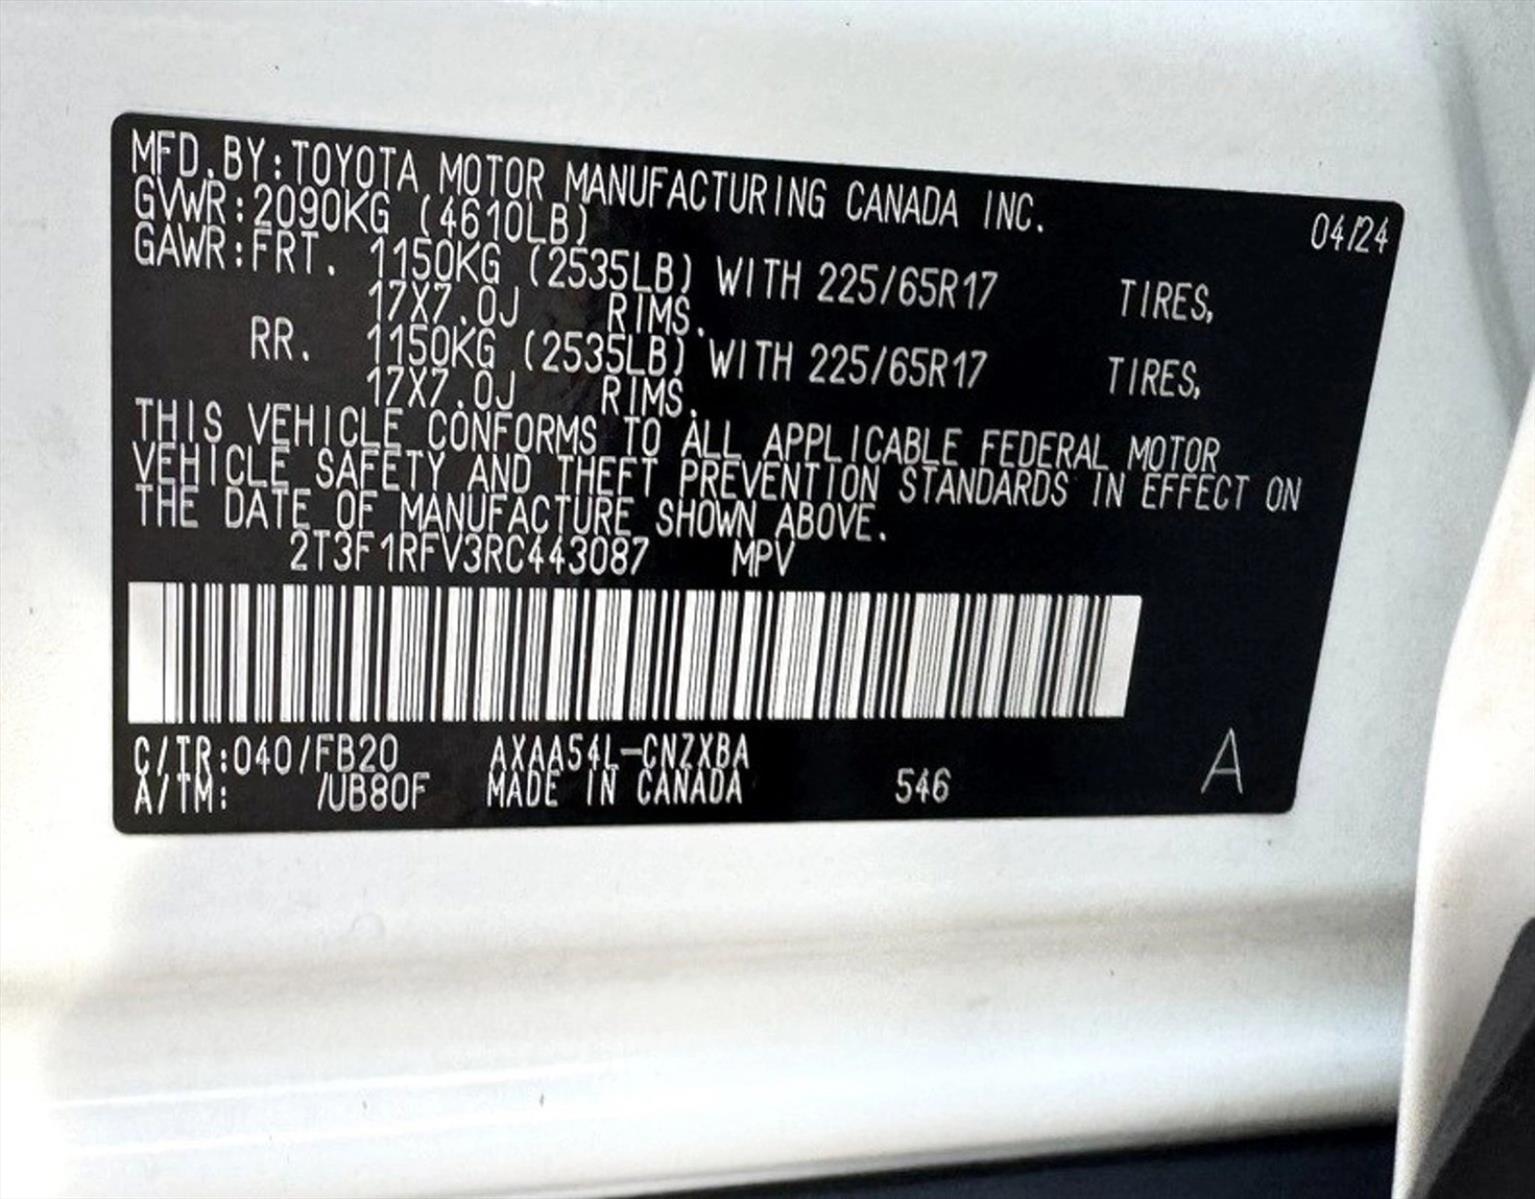 MFD.BY:TOYOTA MOTOR MANUFACTURING CANADA INC. 04/24
GVWR:2090KG (4610LB)
GAWR:FRT. 1150KG (2535LB) WITH 225/65R17 TIRES,
17X7.0J RIMS.
RR. 1150KG (2535LB) WITH 225/65R17 TIRES,
17X7.0J RIMS.
THIS VEHICLE CONFORMS TO ALL APPLICABLE FEDERAL MOTOR
VEHICLE SAFETY AND THEFT PREVENTION STANDARDS IN EFFECT ON
THE DATE OF MANUFACTURE SHOWN ABOVE.
2T3F1RFV3RC443087 MPV
C/TR:040/FB20 AXAA54L-CNZXBA
A/TM: /UB80F MADE IN CANADA 546 A